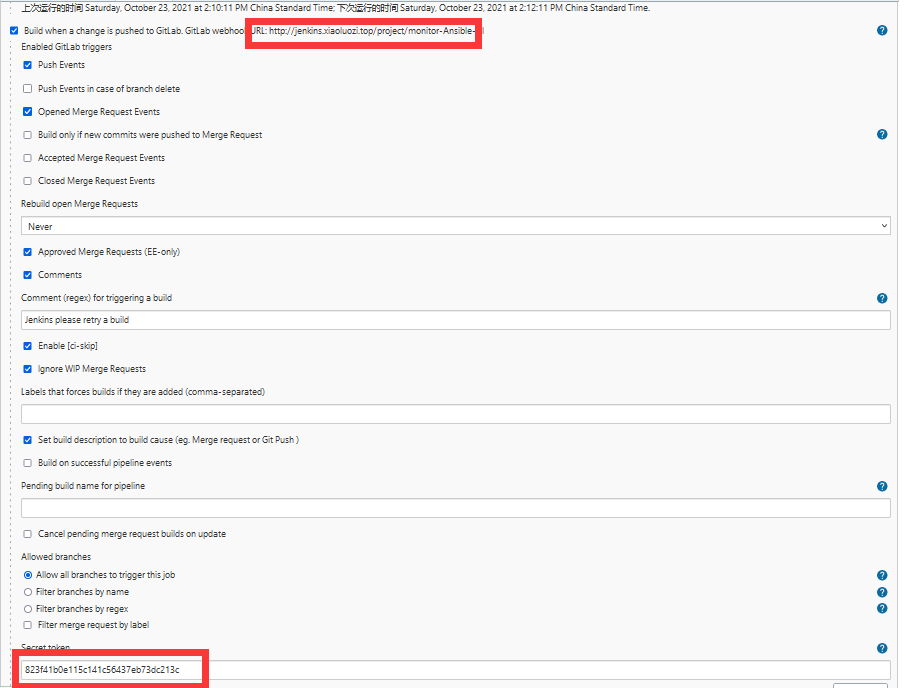 上次运行的时间 Saturday, October 23, 2021 at 2:10:11 PM China Standard Time; 下次运行的时间 Saturday, October 23, 2021 at 2:12:11 PM China Standard Time.
Build when a change is pushed to GitLab. GitLab webhook URL: http://jenkins.xiaoluozi.top/project/monitor-Ansible-
Enabled GitLab triggers
Push Events
Push Events in case of branch delete
Opened Merge Request Events
Build only if new commits were pushed to Merge Request
Accepted Merge Request Events
Closed Merge Request Events
Rebuild open Merge Requests
Never
Approved Merge Requests (EE-only)
Comments
Comment (regex) for triggering a build
Jenkins please retry a build
Enable [ci-skip]
Ignore WIP Merge Requests
Labels that forces builds if they are added (comma-separated)
Set build description to build cause (eg. Merge request or Git Push )
Build on successful pipeline events
Pending build name for pipeline
Cancel pending merge request builds on update
Allowed branches
Allow all branches to trigger this job
Filter branches by name
Filter branches by regex
Filter merge request by label
Secret token
823f41b0e115c141c56437eb73dc213c